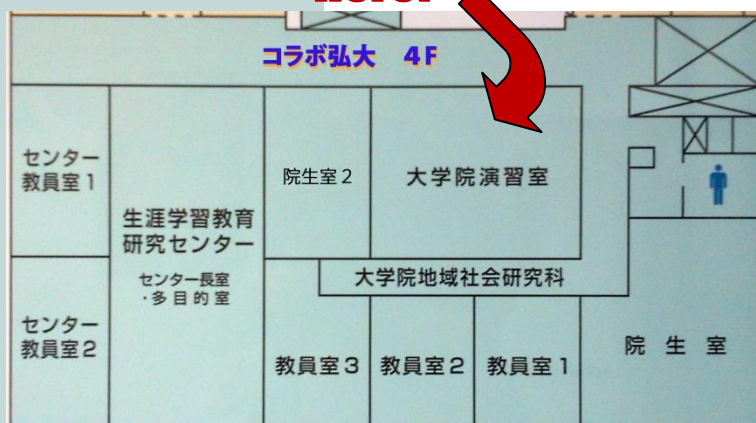 コラボ弘大 4F
センター
教員室1
生涯学習教育
研究センター
センター長室
・多目的室
院生室2
大学院演習室
大学院地域社会研究科
センター
教員室2
教員室3
教員室2
教員室1
院生室